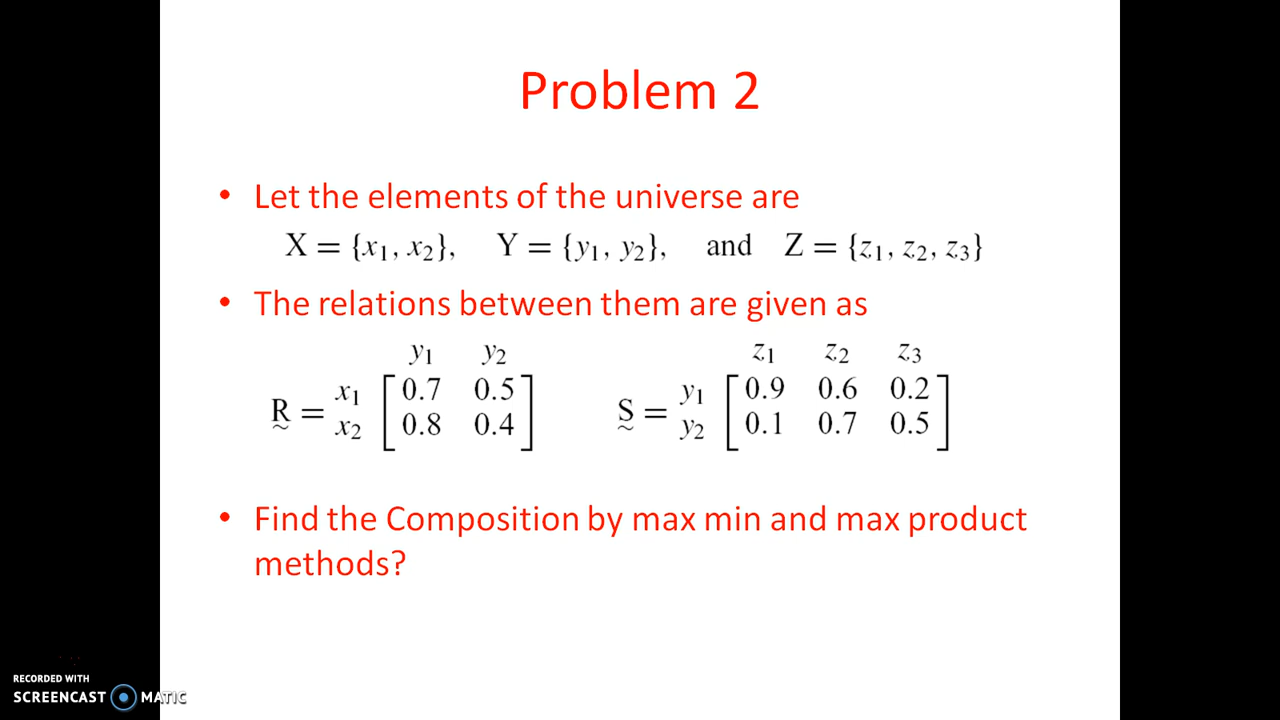 Problem 2
• Let the elements of the universe are
X = {x₁, x₂}, Y = {y₁, y₂}, and Z = {z₁, z₂, z₃}
• The relations between them are given as
y₁ y₂ z₁ z₂ z₃
R̰ = x₁ [0.7 0.5] S̰ = y₁ [0.9 0.6 0.2]
x₂ [0.8 0.4] y₂ [0.1 0.7 0.5]
• Find the Composition by max min and max product
methods?
RECORDED WITH
SCREENCAST MATIC